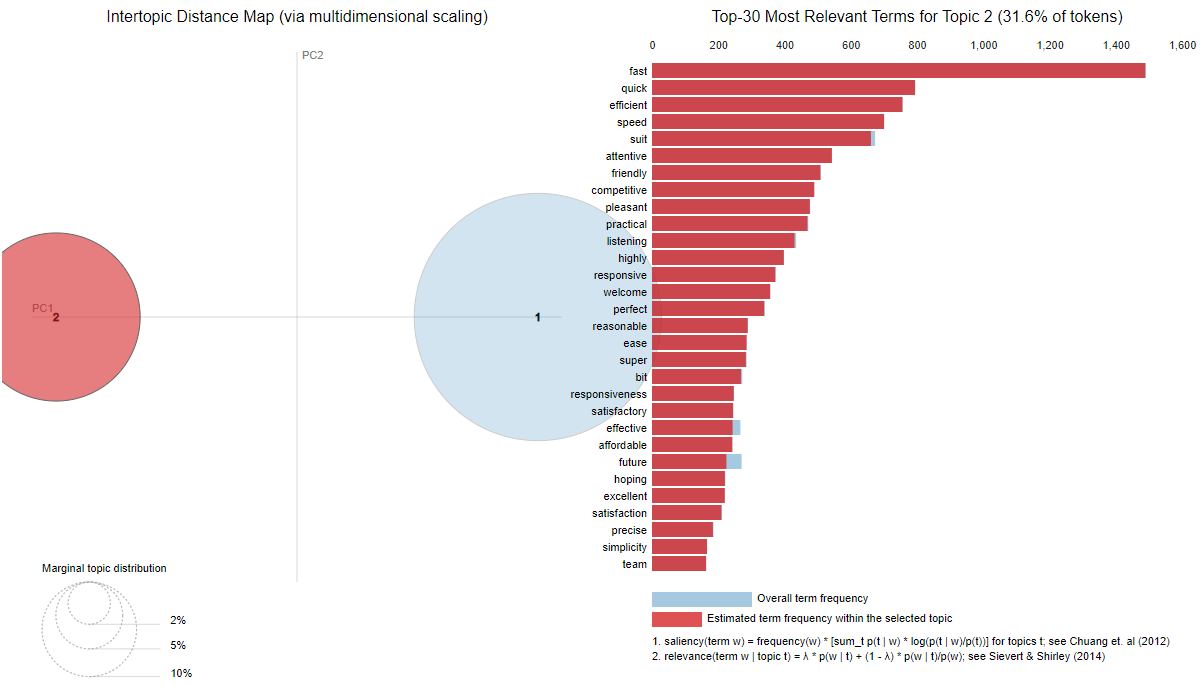 Intertopic Distance Map (via multidimensional scaling)
PC2
PC1
2
1
Marginal topic distribution
2%
5%
10%
Top-30 Most Relevant Terms for Topic 2 (31.6% of tokens)
0 200 400 600 800 1,000 1,200 1,400 1,600
fast
quick
efficient
speed
suit
attentive
friendly
competitive
pleasant
practical
listening
highly
responsive
welcome
perfect
reasonable
ease
super
bit
responsiveness
satisfactory
effective
affordable
future
hoping
excellent
satisfaction
precise
simplicity
team
Overall term frequency
Estimated term frequency within the selected topic
1. saliency(term w) = frequency(w) * [sum_t p(t | w) * log(p(t | w)/p(t))] for topics t; see Chuang et. al (2012)
2. relevance(term w | topic t) = λ * p(w | t) + (1 - λ) * p(w | t)/p(w); see Sievert & Shirley (2014)